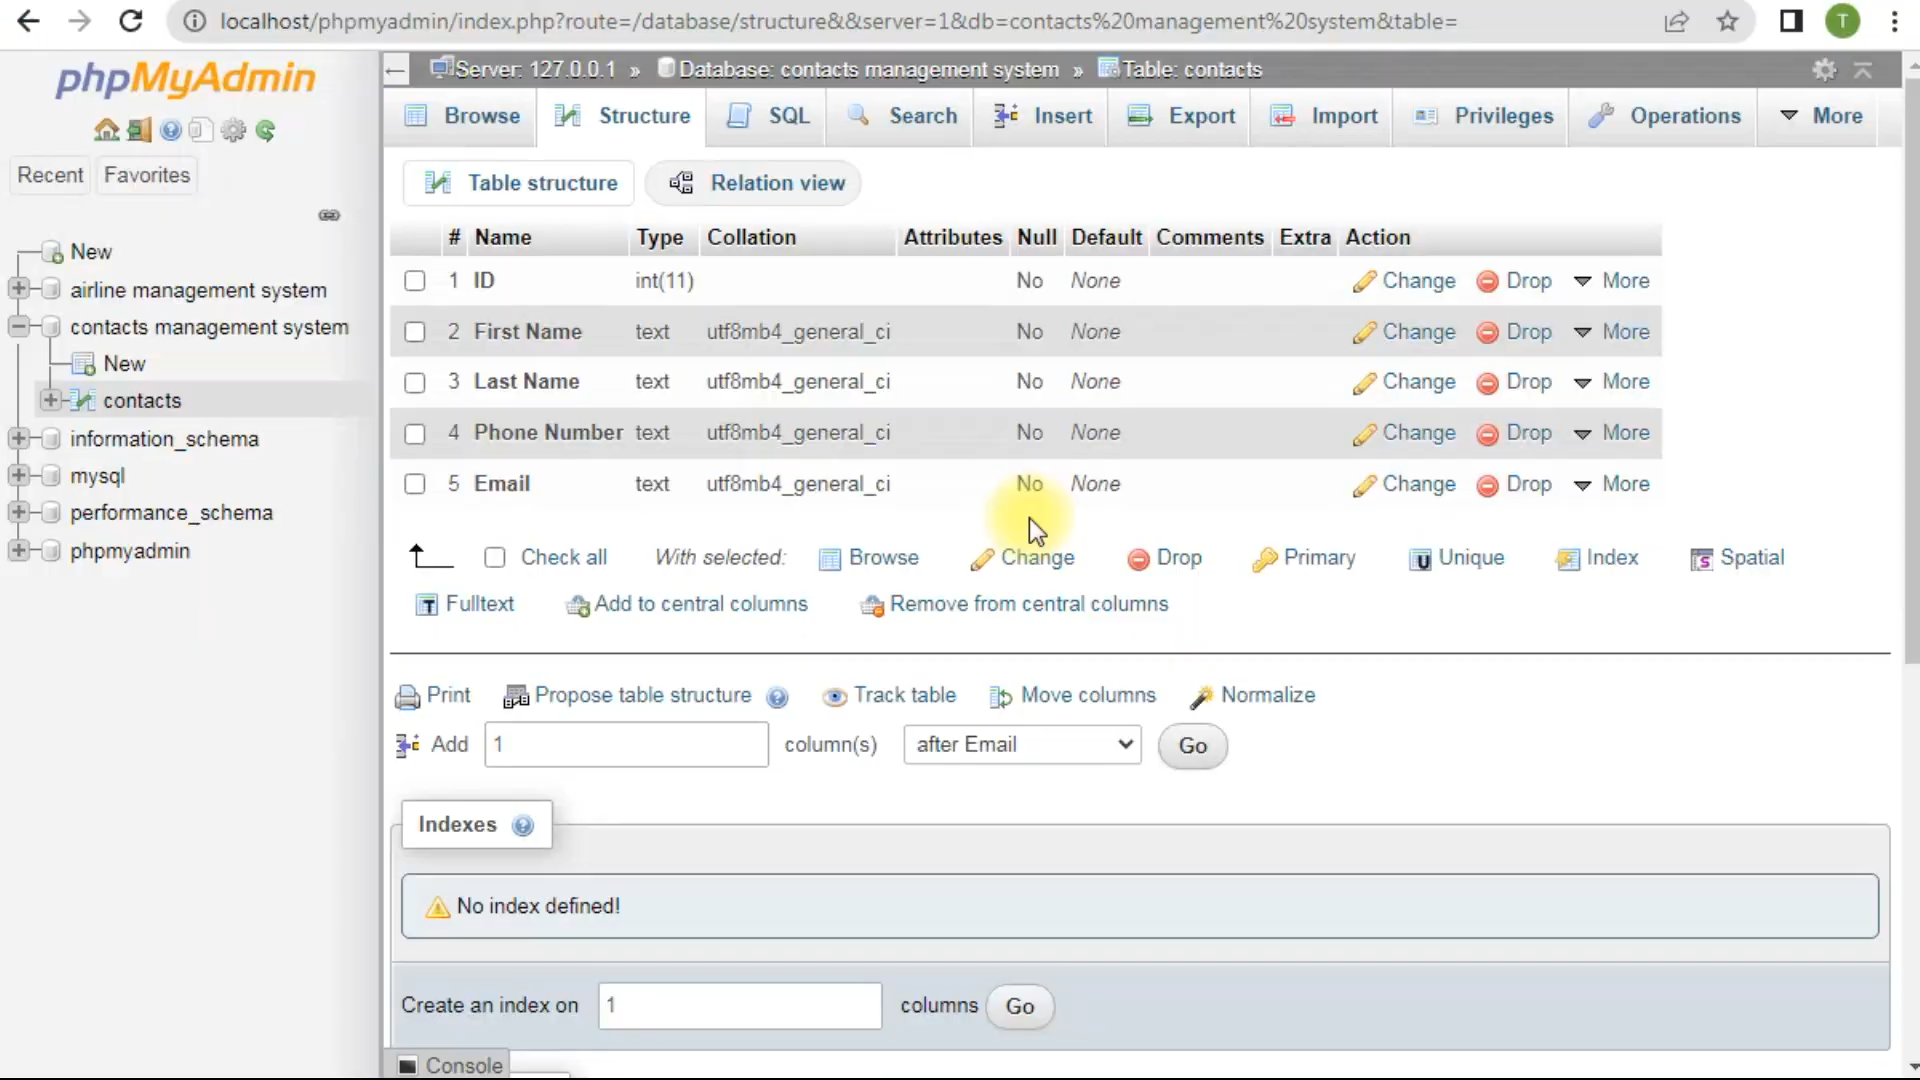 localhost/phpmyadmin/index.php?route=/database/structure&&server=1&db=contacts%20management%20system&table=
T
phpMyAdmin
Recent Favorites
New
airline management system
contacts management system
New
contacts
information_schema
mysql
performance_schema
phpmyadmin
Server: 127.0.0.1 » Database: contacts management system » Table: contacts
Browse Structure SQL Search Insert Export Import Privileges Operations More
Table structure Relation view
# Name Type Collation Attributes Null Default Comments Extra Action
1 ID int(11) No None Change Drop More
2 First Name text utf8mb4_general_ci No None Change Drop More
3 Last Name text utf8mb4_general_ci No None Change Drop More
4 Phone Number text utf8mb4_general_ci No None Change Drop More
5 Email text utf8mb4_general_ci No None Change Drop More
Check all With selected: Browse Change Drop Primary Unique Index Spatial
Fulltext Add to central columns Remove from central columns
Print Propose table structure Track table Move columns Normalize
Add 1 column(s) after Email Go
Indexes
No index defined!
Create an index on 1 columns Go
Console